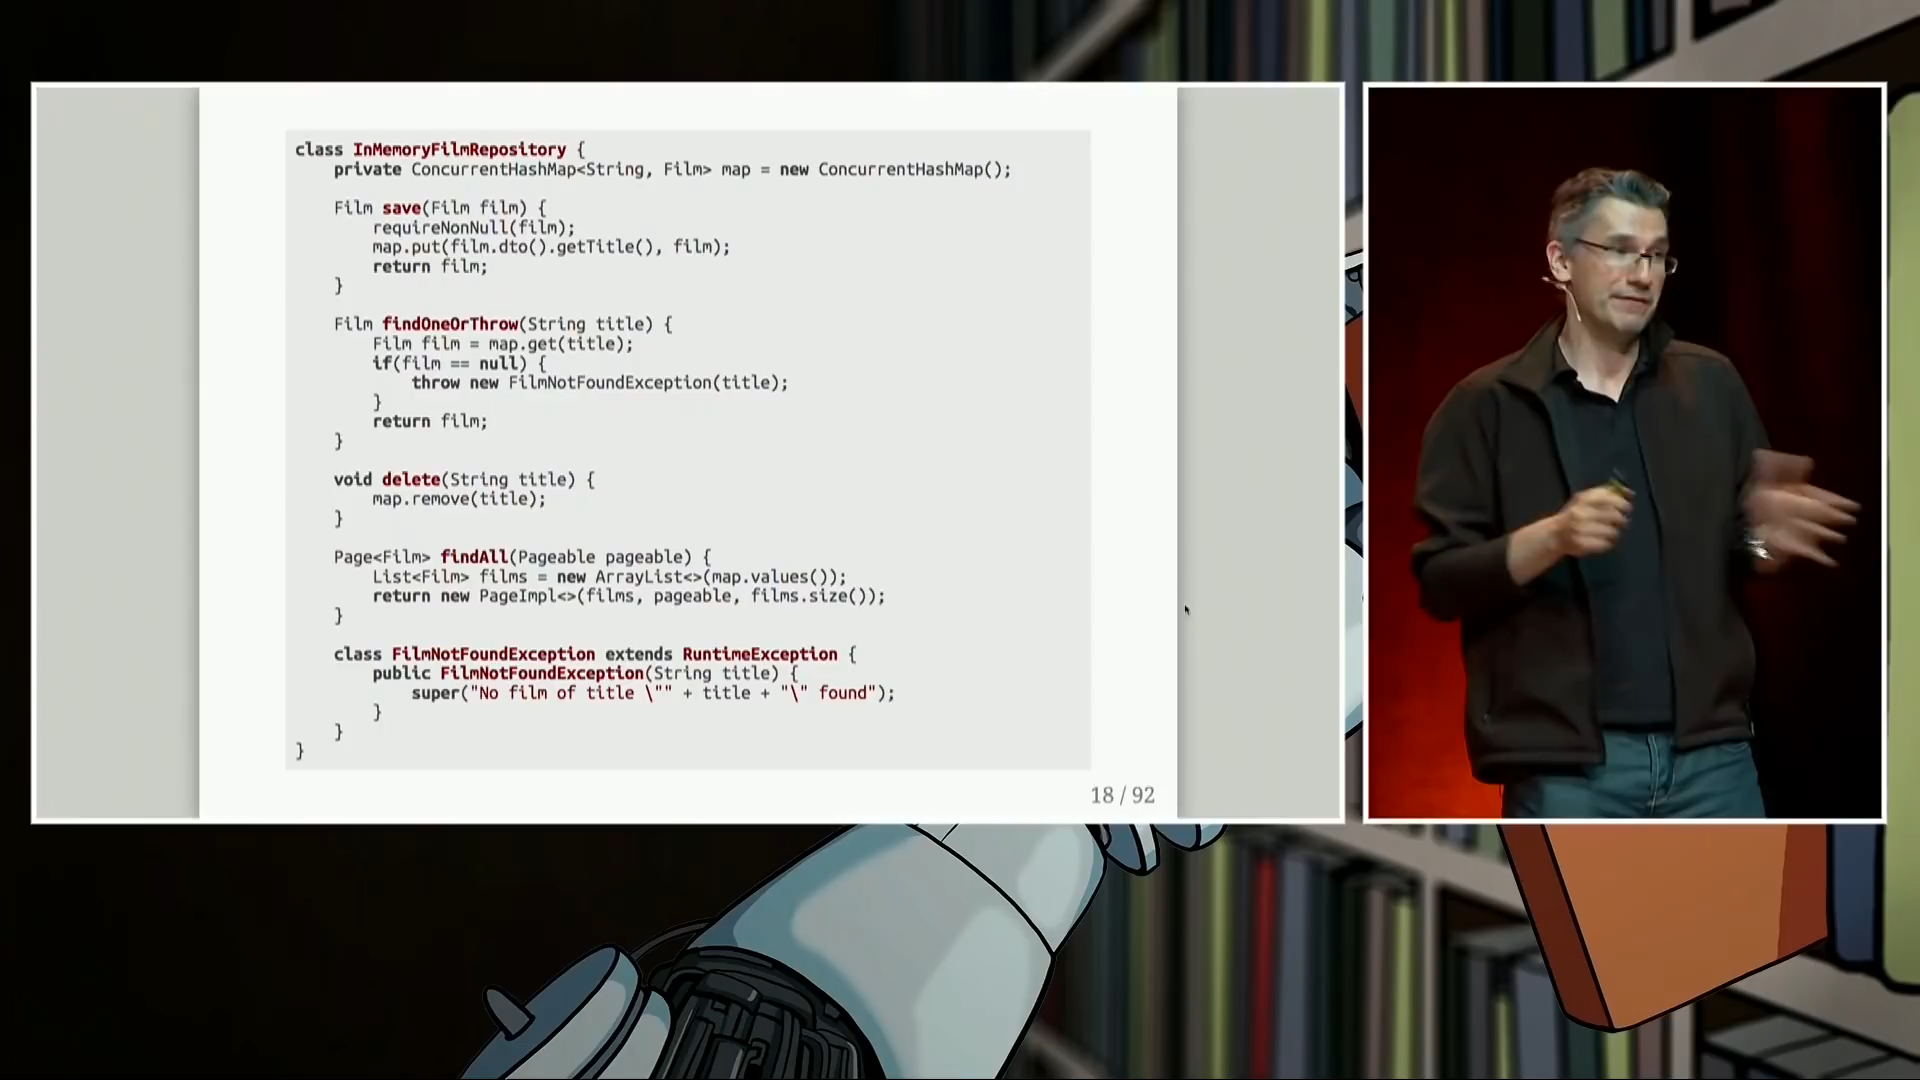 class InMemoryFilmRepository {
    private ConcurrentHashMap<String, Film> map = new ConcurrentHashMap();
    Film save(Film film) {
        requireNonNull(film);
        map.put(film.dto().getTitle(), film);
        return film;
    }
    Film findOneOrThrow(String title) {
        Film film = map.get(title);
        if(film == null) {
            throw new FilmNotFoundException(title);
        }
        return film;
    }
    void delete(String title) {
        map.remove(title);
    }
    Page<Film> findAll(Pageable pageable) {
        List<Film> films = new ArrayList<>(map.values());
        return new PageImpl<>(films, pageable, films.size());
    }
    class FilmNotFoundException extends RuntimeException {
        public FilmNotFoundException(String title) {
            super("No film of title \"" + title + "\" found");
        }
    }
}
18 / 92